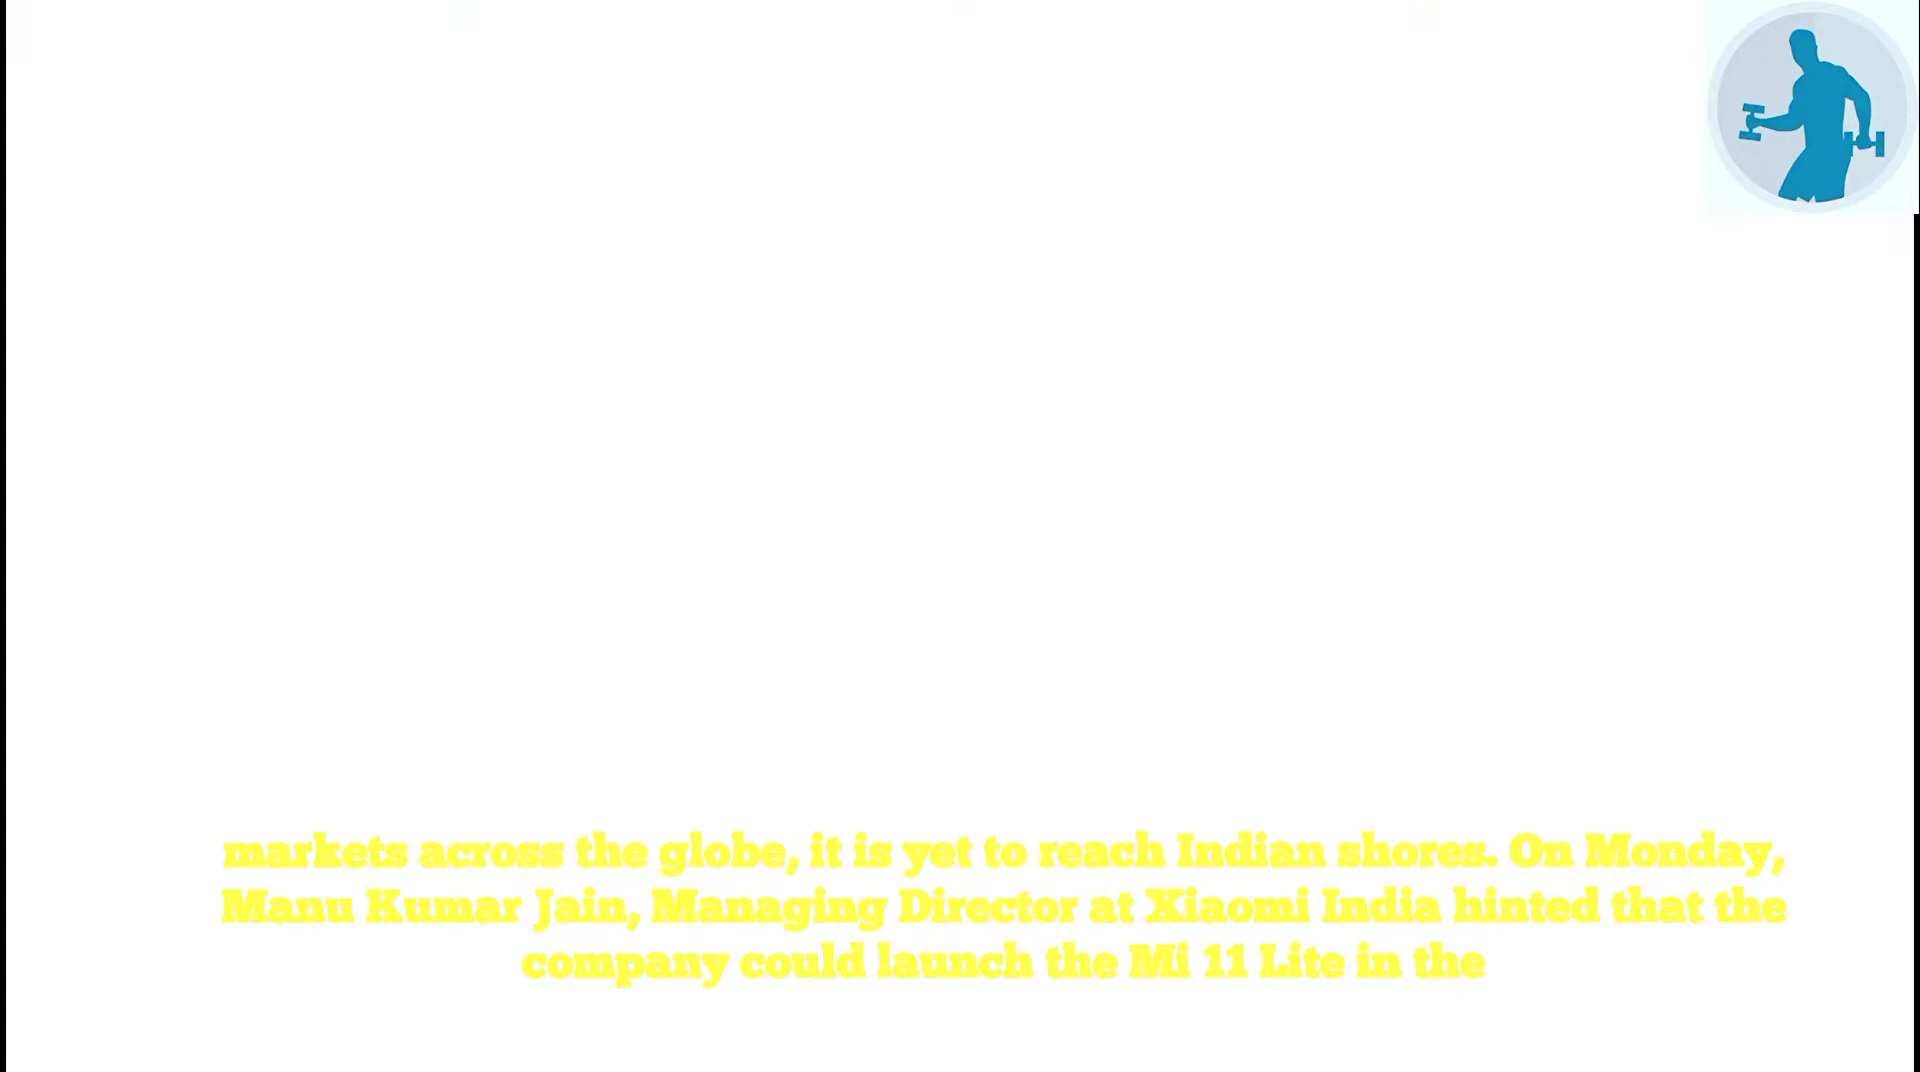 markets across the globe, it is yet to reach Indian shores. On Monday,
Manu Kumar Jain, Managing Director at Xiaomi India hinted that the
company could launch the Mi 11 Lite in the